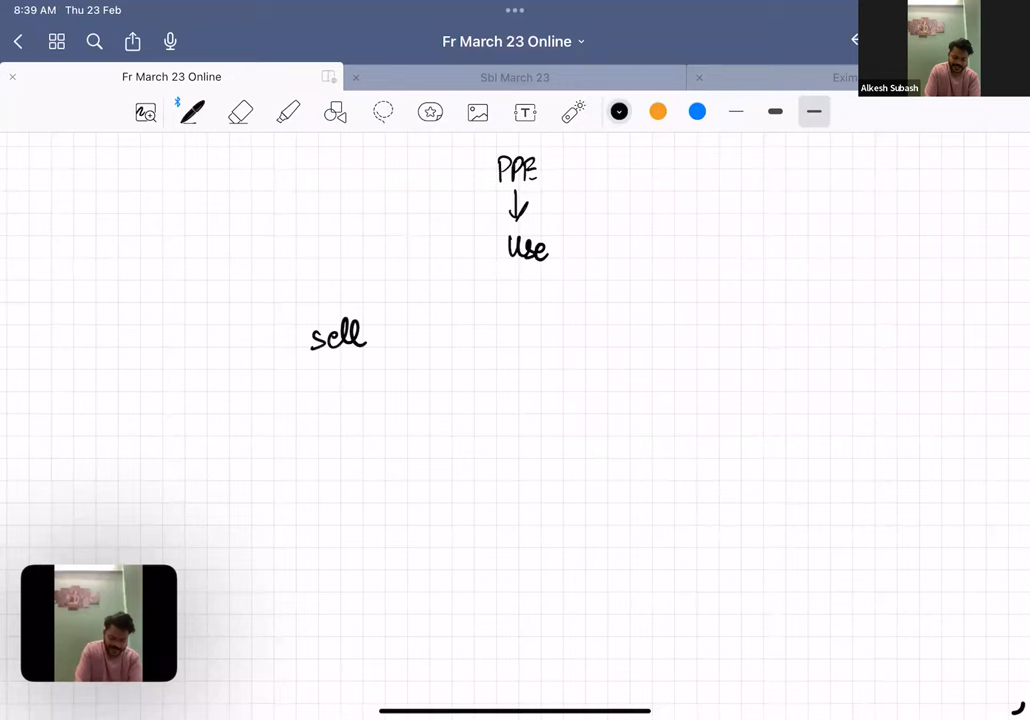 8:39 AM Thu 23 Feb
Fr March 23 Online
Fr March 23 Online
Sbl March 23
Exim
Alkesh Subash
PPE
Use
sell